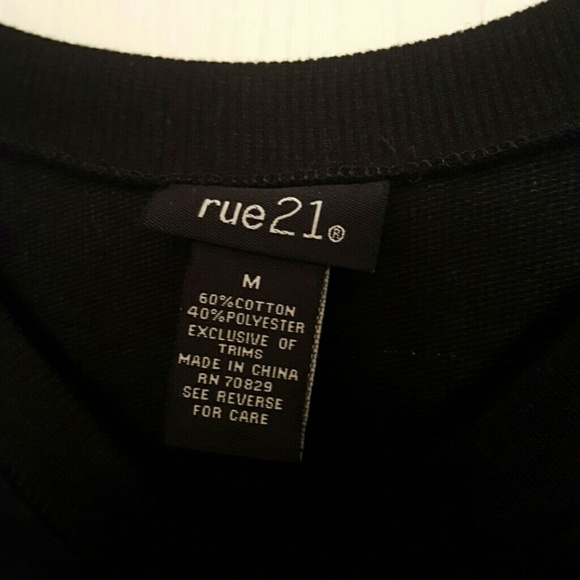 rue21®
M
60%COTTON
40%POLYESTER
EXCLUSIVE OF
TRIMS
MADE IN CHINA
RN 70829
SEE REVERSE
FOR CARE